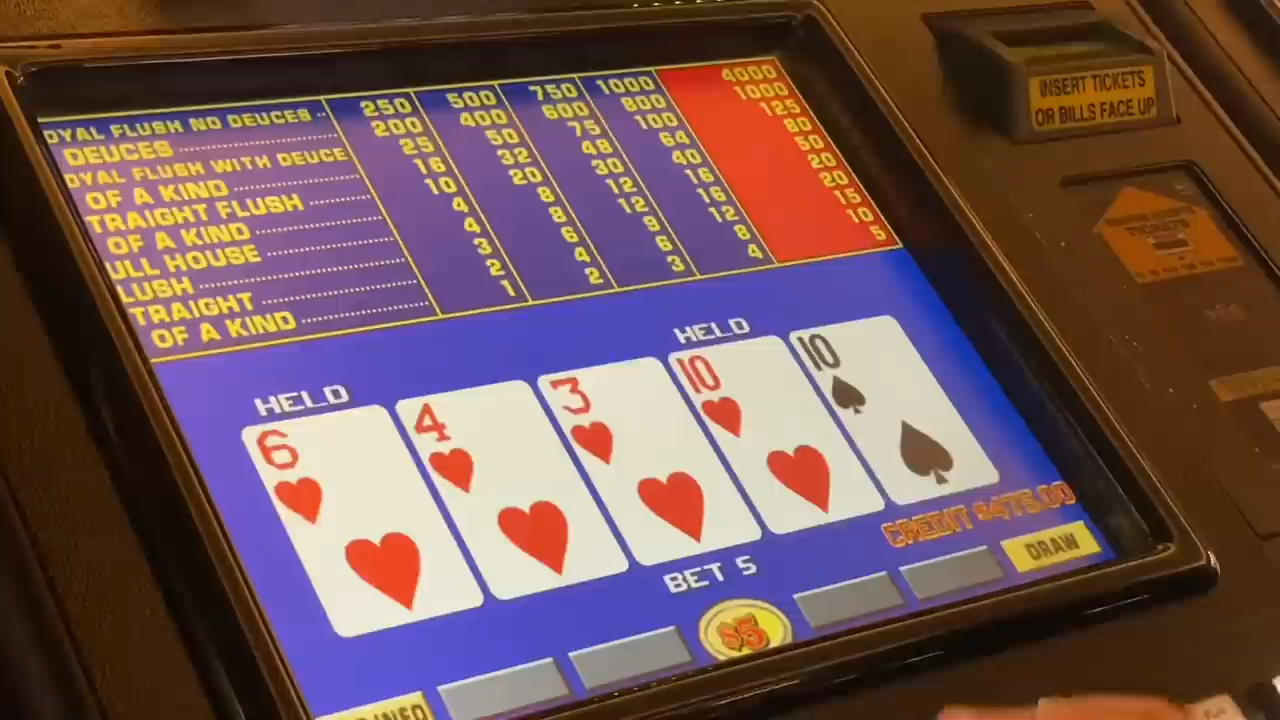 OYAL FLUSH NO DEUCES .. 250 500 750 1000 4000
DEUCES 200 400 600 800 1000
OYAL FLUSH WITH DEUCE 25 50 75 100 125
OF A KIND 16 32 48 64 80
TRAIGHT FLUSH 10 20 30 40 50
OF A KIND 4 8 12 16 20
ULL HOUSE 4 8 12 16 20
LUSH 3 6 9 12 15
TRAIGHT 2 4 6 8 10
OF A KIND 1 2 3 4 5
INSERT TICKETS
OR BILLS FACE UP
TICKETS
HELD HELD
6 4 3 10 10
CREDIT $475.00
BET 5
DRAW
$5